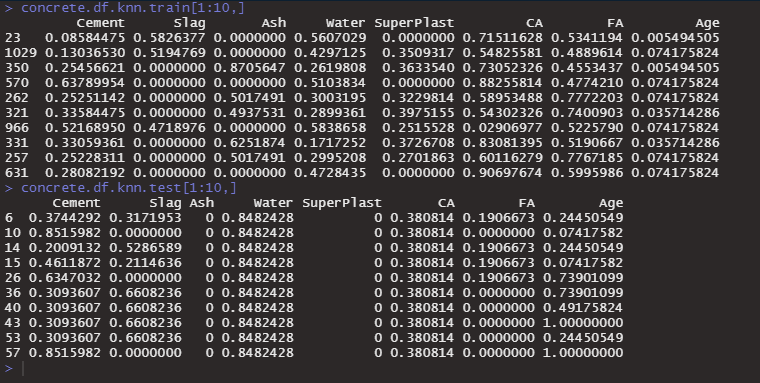 > concrete.df.knn.train[1:10,]
Cement Slag Ash Water SuperPlast CA FA Age
23 0.08584475 0.5826377 0.0000000 0.5607029 0.0000000 0.71511628 0.5341194 0.005494505
1029 0.13036530 0.5194769 0.0000000 0.4297125 0.3509317 0.54825581 0.4889614 0.074175824
350 0.25456621 0.0000000 0.8705647 0.2619808 0.3633540 0.73052326 0.4553437 0.005494505
570 0.63789954 0.0000000 0.0000000 0.5103834 0.0000000 0.88255814 0.4774210 0.074175824
262 0.25251142 0.0000000 0.5017491 0.3003195 0.3229814 0.58953488 0.7772203 0.074175824
321 0.33584475 0.0000000 0.4937531 0.2899361 0.3975155 0.54302326 0.7400903 0.035714286
966 0.52168950 0.4718976 0.0000000 0.5838658 0.2515528 0.02906977 0.5225790 0.074175824
331 0.33059361 0.0000000 0.6251874 0.1717252 0.3726708 0.83081395 0.5190667 0.035714286
257 0.25228311 0.0000000 0.5017491 0.2995208 0.2701863 0.60116279 0.7767185 0.074175824
631 0.28082192 0.0000000 0.0000000 0.4728435 0.0000000 0.90697674 0.5995986 0.074175824
> concrete.df.knn.test[1:10,]
Cement Slag Ash Water SuperPlast CA FA Age
6 0.3744292 0.3171953 0 0.8482428 0 0.380814 0.1906673 0.24450549
10 0.8515982 0.0000000 0 0.8482428 0 0.380814 0.0000000 0.07417582
14 0.2009132 0.5286589 0 0.8482428 0 0.380814 0.1906673 0.24450549
15 0.4611872 0.2114636 0 0.8482428 0 0.380814 0.1906673 0.07417582
26 0.6347032 0.0000000 0 0.8482428 0 0.380814 0.1906673 0.73901099
36 0.3093607 0.6608236 0 0.8482428 0 0.380814 0.0000000 0.73901099
40 0.3093607 0.6608236 0 0.8482428 0 0.380814 0.0000000 0.49175824
43 0.3093607 0.6608236 0 0.8482428 0 0.380814 0.0000000 1.00000000
53 0.3093607 0.6608236 0 0.8482428 0 0.380814 0.0000000 0.24450549
57 0.8515982 0.0000000 0 0.8482428 0 0.380814 0.0000000 1.00000000
>